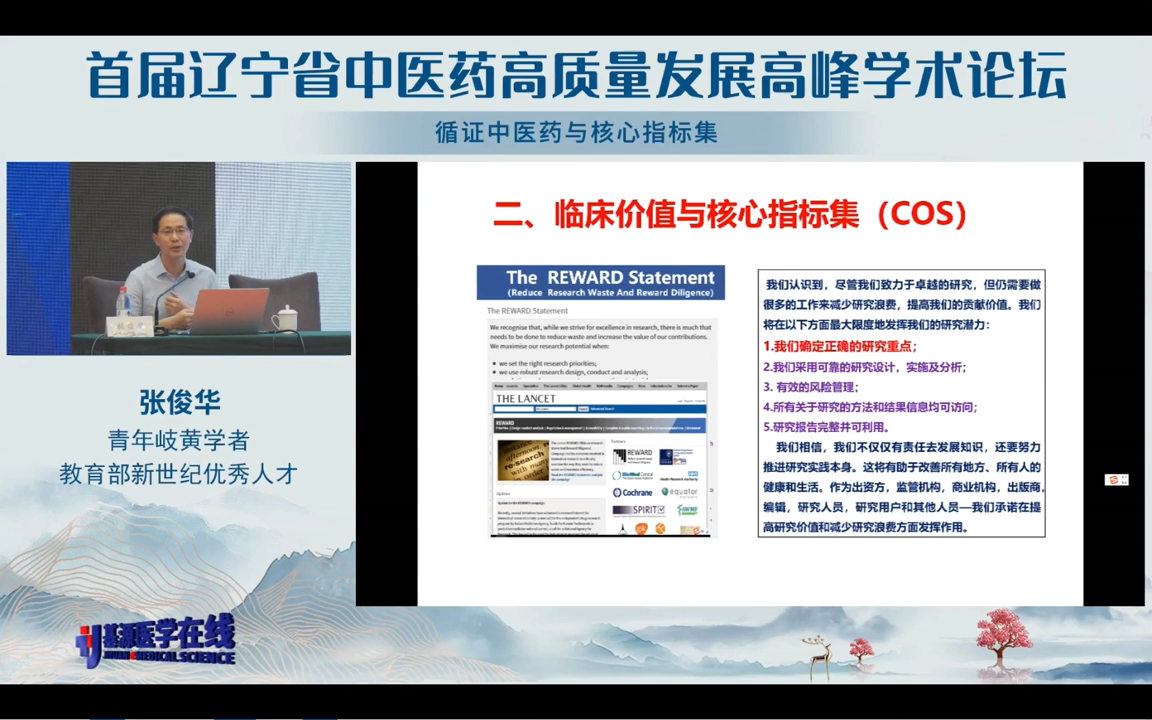 首届辽宁省中医药高质量发展高峰学术论坛
循证中医药与核心指标集
张俊华
青年岐黄学者
教育部新世纪优秀人才
基源医学在线
二、临床价值与核心指标集（COS）
The REWARD Statement
(Reduce Research Waste And Reward Diligence)
The REWARD Statement
We recognise that, while we strive for excellence in research, there is much that
needs to be done to reduce waste and increase the value of our contributions.
We maximise our research potential when:
• we set the right research priorities;
• we use robust research design, conduct and analysis;
THE LANCET
REWARD
afternoon.
re·search
with many
order
Partners
REWARD
BioMed Central
Cochrane
equator
SPIRIT
我们认识到，尽管我们致力于卓越的研究，但仍需要做
很多的工作来减少研究浪费，提高我们的贡献价值。我们
将在以下方面最大限度地发挥我们的研究潜力：
1.我们确定正确的研究重点；
2.我们采用可靠的研究设计，实施及分析；
3. 有效的风险管理；
4.所有关于研究的方法和结果信息均可访问；
5.研究报告完整并可利用。
我们相信，我们不仅仅有责任去发展知识，还要努力
推进研究实践本身。这将有助于改善所有地方、所有人的
健康和生活。作为出资方，监管机构，商业机构，出版商，
编辑，研究人员，研究用户和其他人员—我们承诺在提
高研究价值和减少研究浪费方面发挥作用。